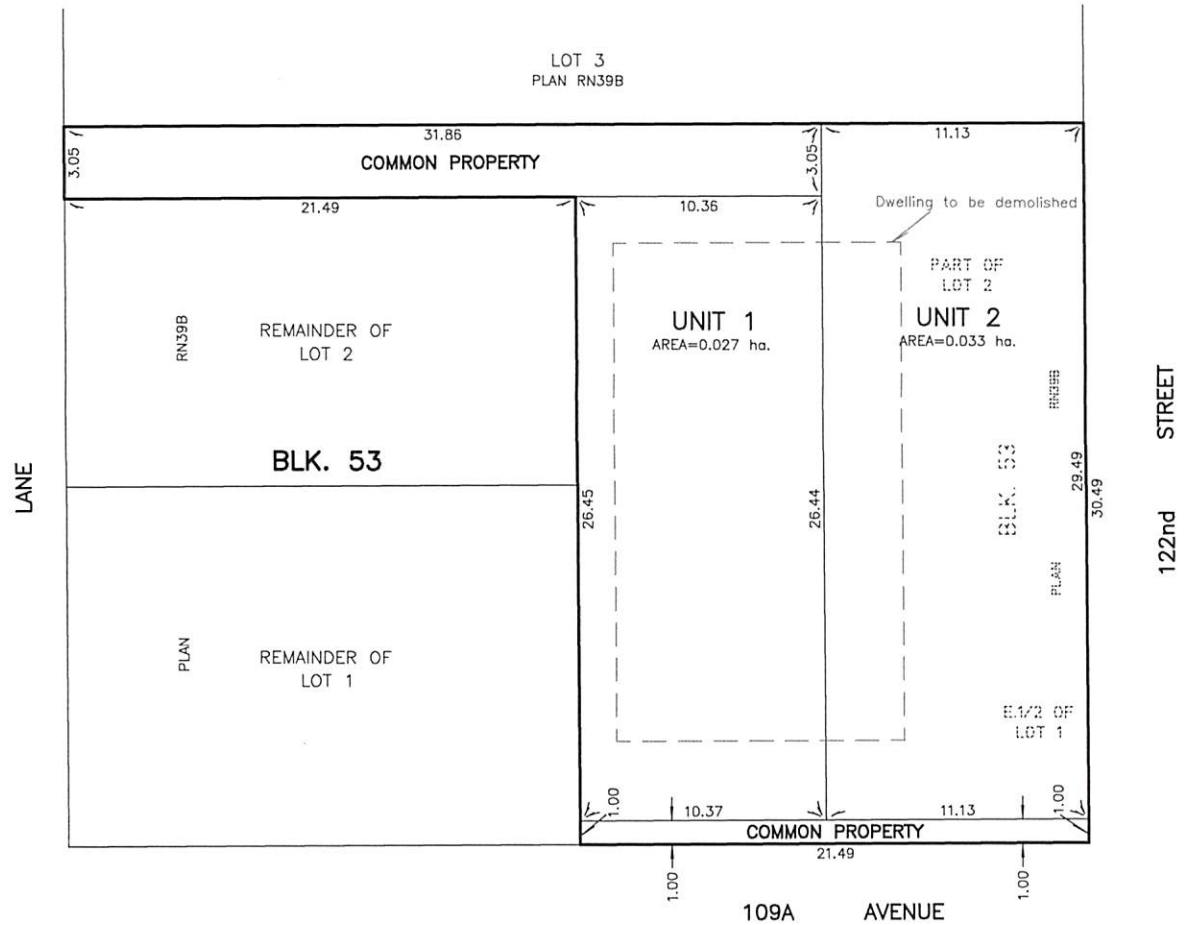 LOT 3
PLAN RN39B
31.86
11.13
3.05
COMMON PROPERTY
3.05
21.49
10.36
Dwelling to be demolished
PART OF
LOT 2
RN39B
REMAINDER OF
LOT 2
UNIT 1
AREA=0.027 ha.
UNIT 2
AREA=0.033 ha.
RN39B
BLK. 53
BLK. 53
LANE
26.45
26.44
29.49
30.49
122nd STREET
PLAN
PLAN
REMAINDER OF
LOT 1
E.1/2 OF
LOT 1
1.00
10.37
11.13
1.00
COMMON PROPERTY
21.49
1.00
1.00
109A AVENUE